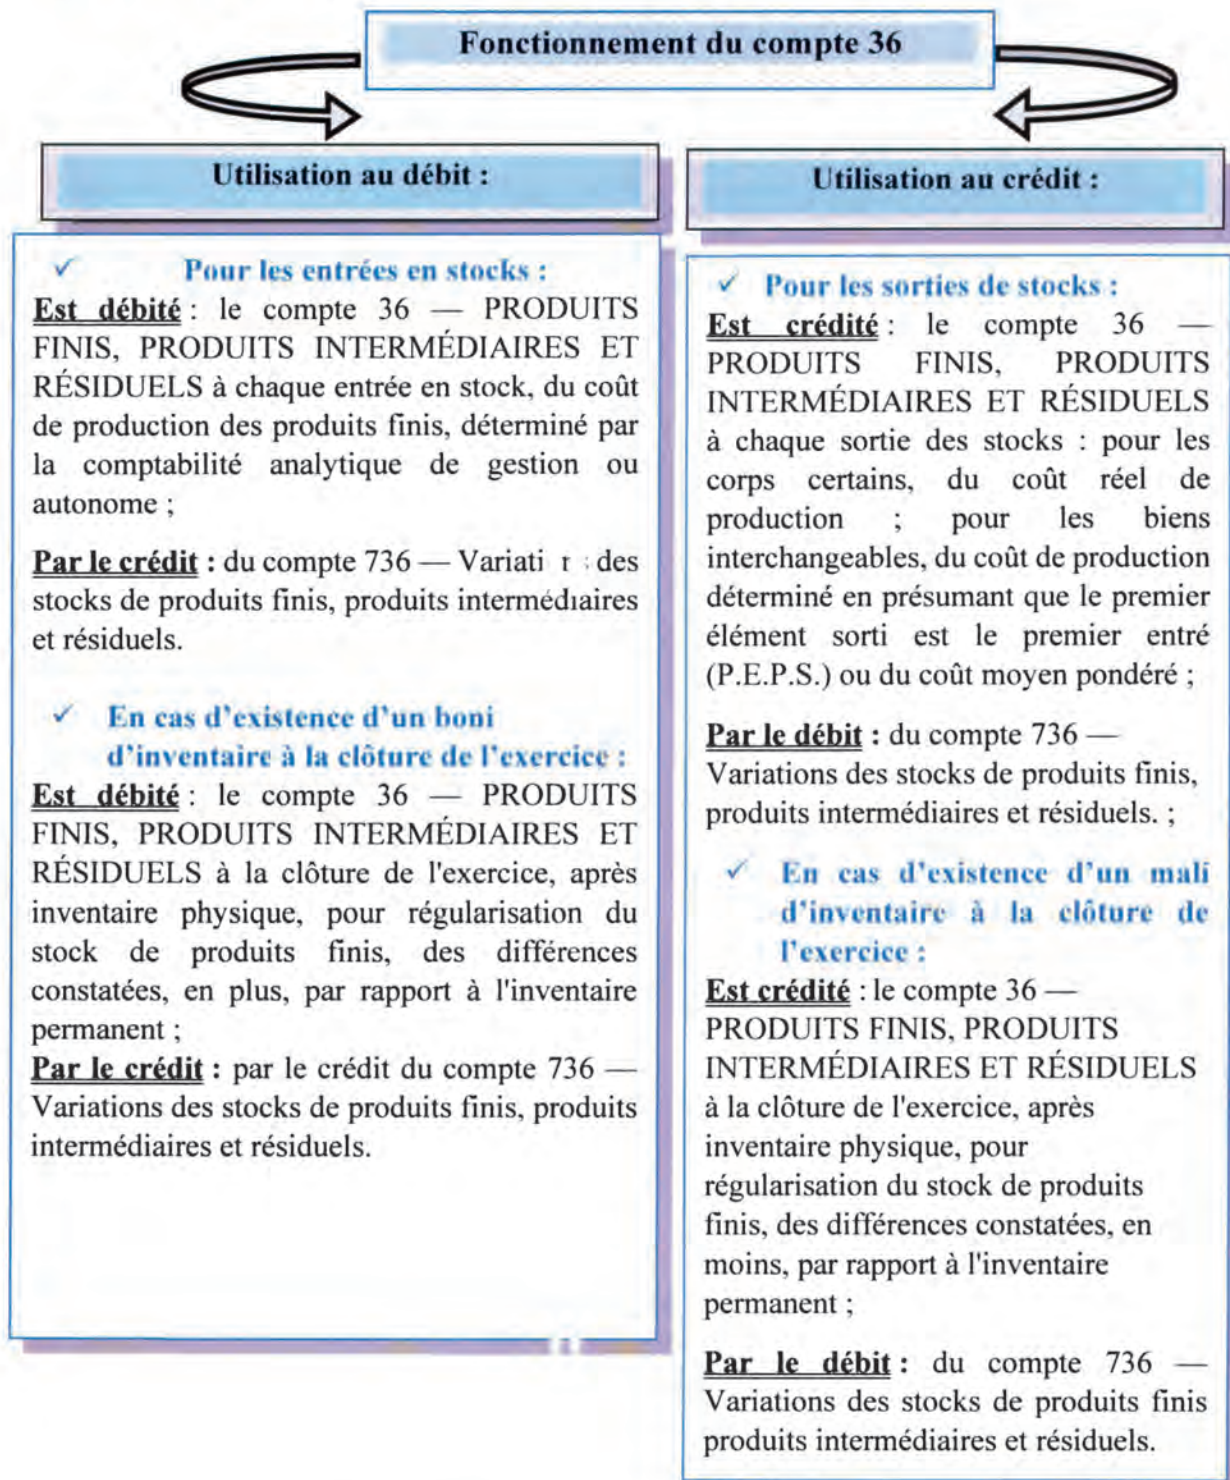 Fonctionnement du compte 36
Utilisation au débit :
✓ Pour les entrées en stocks :
Est débité : le compte 36 — PRODUITS
FINIS, PRODUITS INTERMÉDIAIRES ET
RÉSIDUELS à chaque entrée en stock, du coût
de production des produits finis, déterminé par
la comptabilité analytique de gestion ou
autonome ;
Par le crédit : du compte 736 — des
stocks de produits finis, produits intermédiaires
et résiduels.
✓ En cas d'existence d'un boni
d'inventaire à la clôture de l'exercice :
Est débité : le compte 36 — PRODUITS
FINIS, PRODUITS INTERMÉDIAIRES ET
RÉSIDUELS à la clôture de l'exercice, après
inventaire physique, pour régularisation du
stock de produits finis, des différences
constatées, en plus, par rapport à l'inventaire
permanent ;
Par le crédit : par le crédit du compte 736 —
Variations des stocks de produits finis, produits
intermédiaires et résiduels.
Utilisation au crédit :
✓ Pour les sorties de stocks :
Est crédité : le compte 36 —
PRODUITS FINIS, PRODUITS
INTERMÉDIAIRES ET RÉSIDUELS
à chaque sortie des stocks : pour les
corps certains, du coût réel de
production ; pour les biens
interchangeables, du coût de production
déterminé en présumant que le premier
élément sorti est le premier entré
(P.E.P.S.) ou du coût moyen pondéré ;
Par le débit : du compte 736 —
Variations des stocks de produits finis,
produits intermédiaires et résiduels. ;
✓ En cas d'existence d'un mali
d'inventaire à la clôture de
l'exercice :
Est crédité : le compte 36 —
PRODUITS FINIS, PRODUITS
INTERMÉDIAIRES ET RÉSIDUELS
à la clôture de l'exercice, après
inventaire physique, pour
régularisation du stock de produits
finis, des différences constatées, en
moins, par rapport à l'inventaire
permanent ;
Par le débit : du compte 736 —
Variations des stocks de produits finis
produits intermédiaires et résiduels.